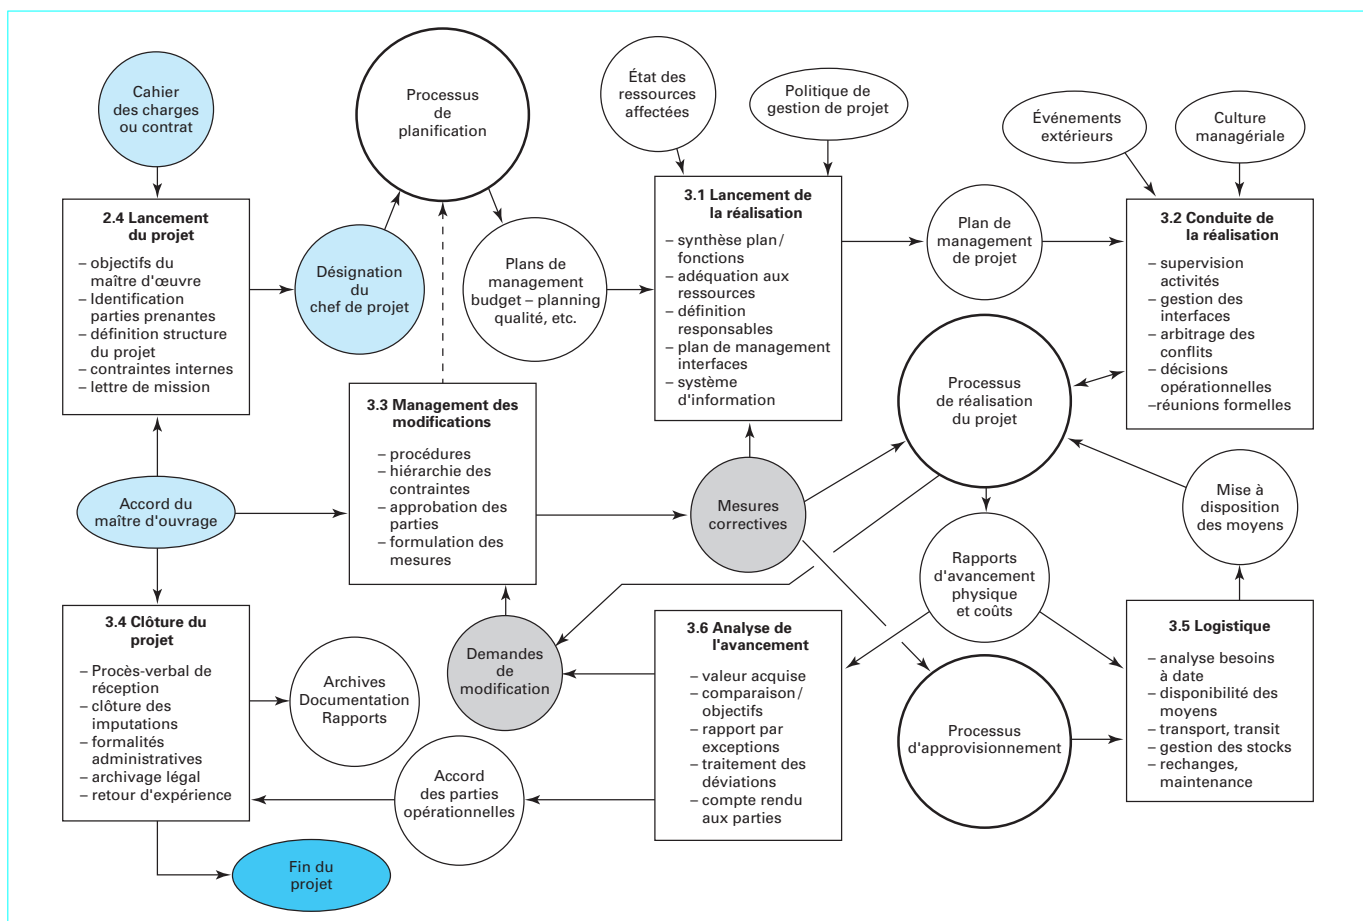 Cahier
des charges
ou contrat
Processus
de
planification
État des
ressources
affectées
Politique de
gestion de projet
Événements
extérieurs
Culture
managériale
2.4 Lancement
du projet
– objectifs du
maître d'œuvre
– Identification
parties prenantes
– définition structure
du projet
– contraintes internes
– lettre de mission
Désignation
du
chef de projet
Plans de
management
budget – planning
qualité, etc.
3.1 Lancement de
la réalisation
– synthèse plan/
fonctions
– adéquation aux
ressources
– définition
responsables
– plan de management
interfaces
– système
d'information
Plan de
management
de projet
3.2 Conduite de
la réalisation
– supervision
activités
– gestion des
interfaces
– arbitrage des
conflits
– décisions
opérationnelles
–réunions formelles
Processus
de réalisation
du projet
3.3 Management des
modifications
– procédures
– hiérarchie des
contraintes
– approbation des
parties
– formulation des
mesures
Accord du
maître d'ouvrage
Mesures
correctives
Mise à
disposition
des moyens
Rapports
d'avancement
physique
et coûts
3.4 Clôture du
projet
– Procès-verbal de
réception
– clôture des
imputations
– formalités
administratives
– archivage légal
– retour d'expérience
Archives
Documentation
Rapports
Demandes
de
modification
3.6 Analyse de
l'avancement
– valeur acquise
– comparaison/
objectifs
– rapport par
exceptions
– traitement des
déviations
– compte rendu
aux parties
Processus
d'approvisionnement
3.5 Logistique
– analyse besoins
à date
– disponibilité des
moyens
– transport, transit
– gestion des stocks
– rechanges,
maintenance
Accord
des parties
opérationnelles
Fin du
projet